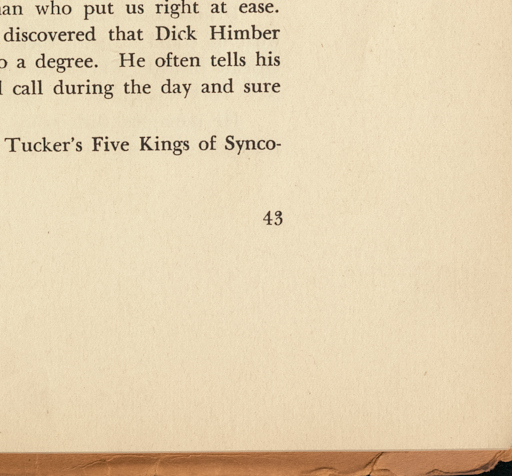 who put us right at ease.
discovered that Dick Himber
a degree. He often tells his
call during the day and sure
Tucker's Five Kings of Synco-
43